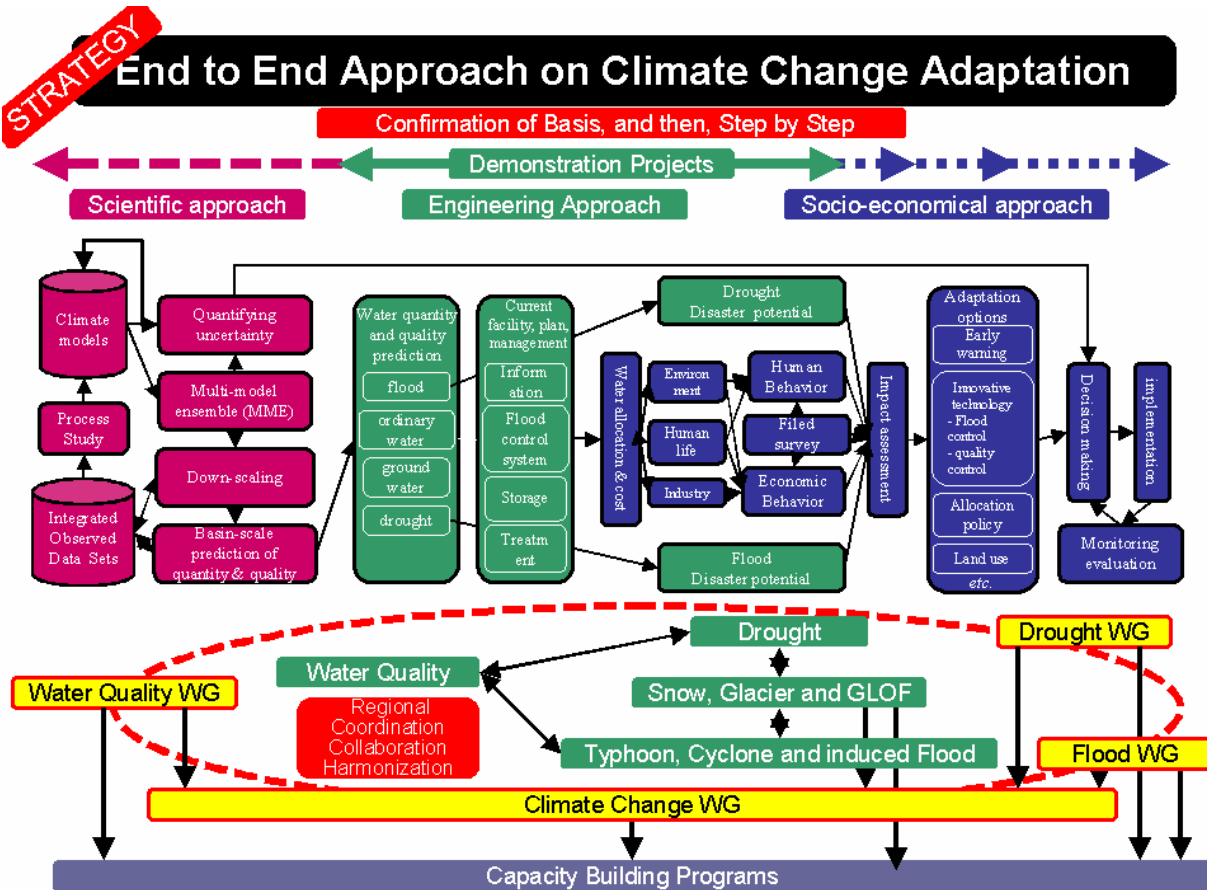 STRATEGY
End to End Approach on Climate Change Adaptation
Confirmation of Basis, and then, Step by Step
Demonstration Projects
Scientific approach
Engineering Approach
Socio-economical approach
Climate
models
Process
Study
Integrated
Observed
Data Sets
Quantifying
uncertainty
Multi-model
ensemble (MME)
Down-scaling
Basin-scale
prediction of
quantity & quality
Water quantity
and quality
prediction
flood
ordinary
water
ground
water
drought
Current
facility, plan,
management
Inform
ation
Flood
control
system
Storage
Treatm
ent
Drought
Disaster potential
Water allocation & cost
Environ
ment
Human
life
Industry
Human
Behavior
Filed
survey
Economic
Behavior
Flood
Disaster potential
Impact assessment
Adaptation
options
Early
warning
Innovative
technology
- Flood
control
- quality
control
Allocation
policy
Land use
etc.
Decision making
implementation
Monitoring
evaluation
Drought
Drought WG
Water Quality
Water Quality WG
Snow, Glacier and GLOF
Regional
Coordination
Collaboration
Harmonization
Typhoon, Cyclone and induced Flood
Flood WG
Climate Change WG
Capacity Building Programs